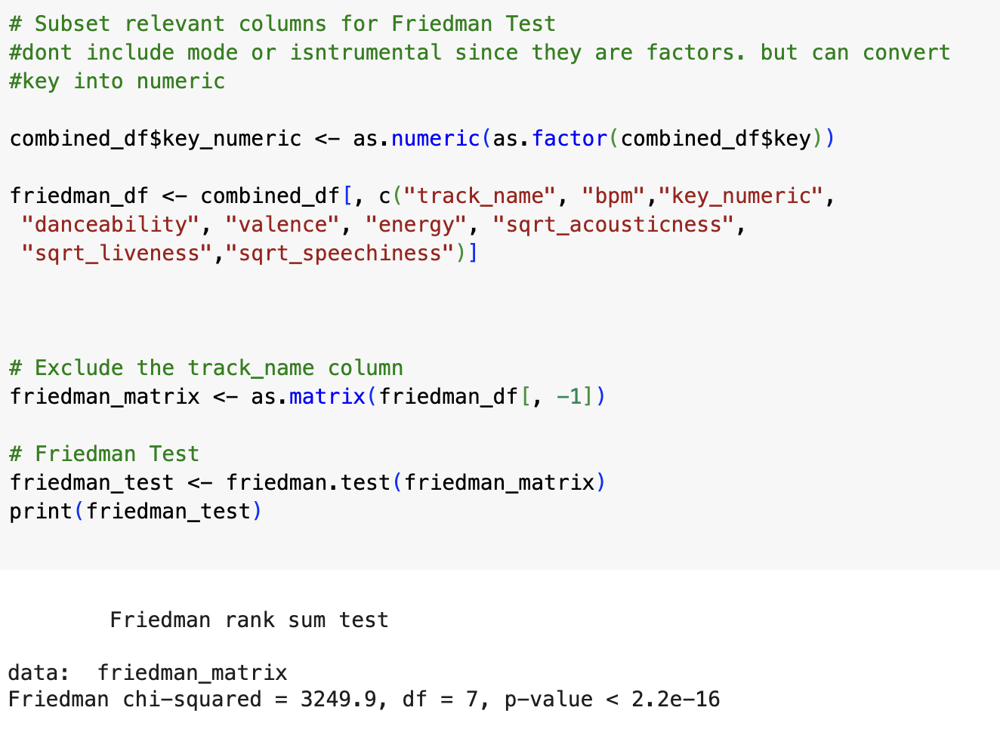 # Subset relevant columns for Friedman Test
#dont include mode or isntrumental since they are factors. but can convert
#key into numeric
combined_df$key_numeric <- as.numeric(as.factor(combined_df$key))
friedman_df <- combined_df[, c("track_name", "bpm","key_numeric",
"danceability", "valence", "energy", "sqrt_acousticness",
"sqrt_liveness","sqrt_speechiness")]
# Exclude the track_name column
friedman_matrix <- as.matrix(friedman_df[, -1])
# Friedman Test
friedman_test <- friedman.test(friedman_matrix)
print(friedman_test)
Friedman rank sum test
data:  friedman_matrix
Friedman chi-squared = 3249.9, df = 7, p-value < 2.2e-16